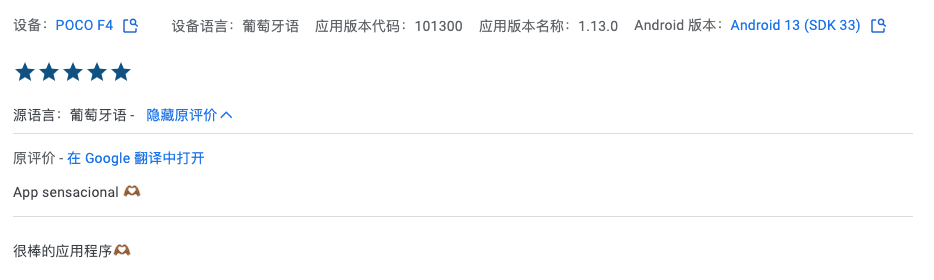 设备： POCO F4 设备语言： 葡萄牙语 应用版本代码： 101300 应用版本名称： 1.13.0 Android 版本： Android 13 (SDK 33)
源语言： 葡萄牙语 - 隐藏原评价
原评价 - 在 Google 翻译中打开
App sensacional 🫶🏾
很棒的应用程序🫶🏾